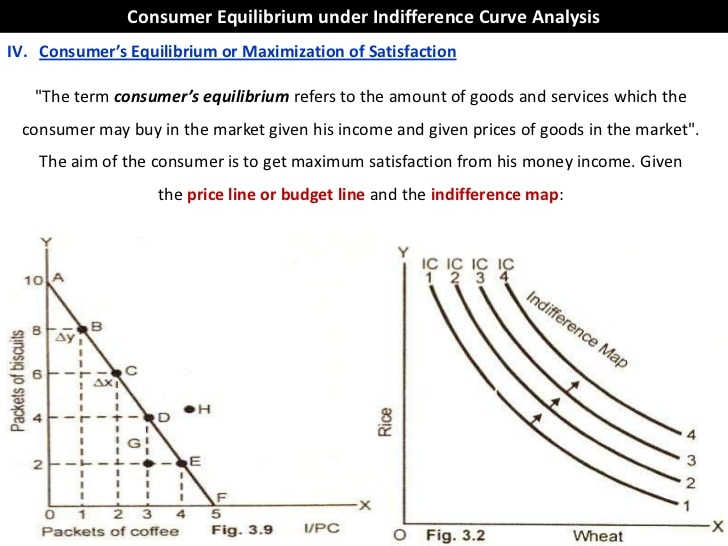 Consumer Equilibrium under Indifference Curve Analysis
IV. Consumer's Equilibrium or Maximization of Satisfaction
"The term consumer's equilibrium refers to the amount of goods and services which the
consumer may buy in the market given his income and given prices of goods in the market".
The aim of the consumer is to get maximum satisfaction from his money income. Given
the price line or budget line and the indifference map:
Y
10 A
8 B
Δy
6 C
Δx
4 D
H
G
2 E
F
0 1 2 3 4 5
X
Packets of biscuits
Packets of coffee Fig. 3.9 I/PC
Y
IC IC IC IC
1 2 3 4
Indifference Map
Rice
4
3
2
1
X
O Fig. 3.2 Wheat